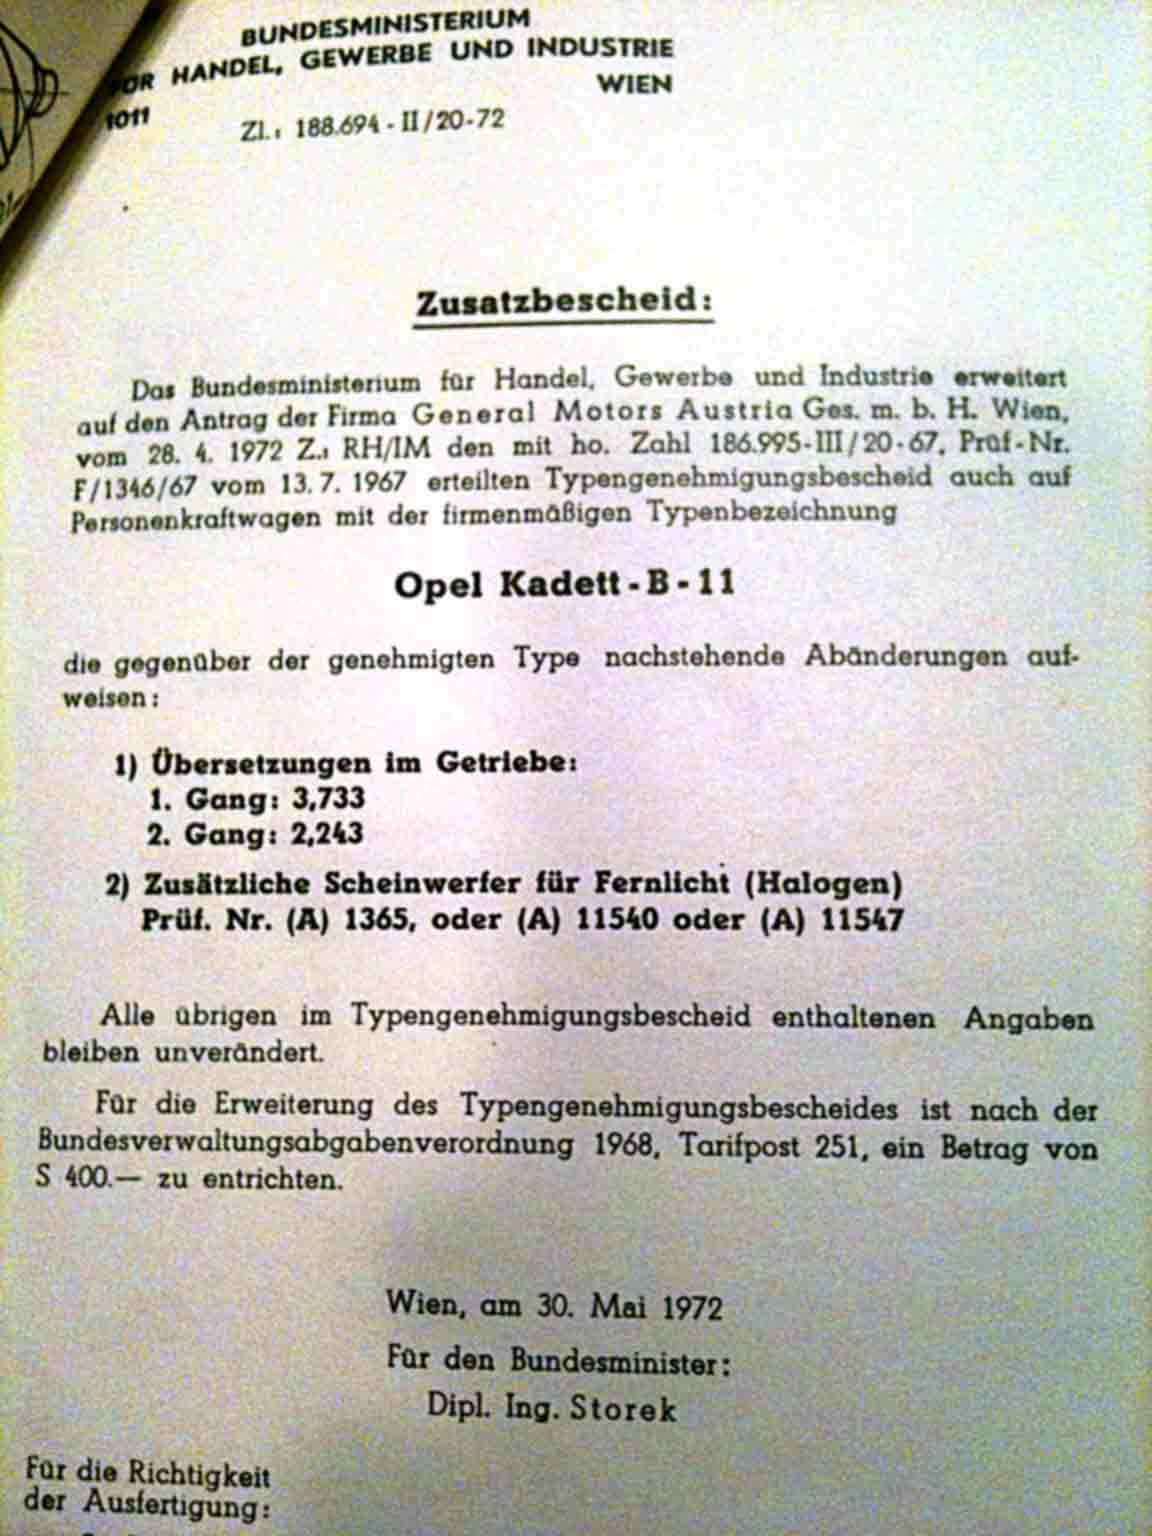 BUNDESMINISTERIUM
FÜR HANDEL, GEWERBE UND INDUSTRIE
1011 WIEN
Zl.: 188.694 - II/20-72
Zusatzbescheid:
Das Bundesministerium für Handel, Gewerbe und Industrie erweitert
auf den Antrag der Firma General Motors Austria Ges. m. b. H. Wien,
vom 28. 4. 1972 Z.: RH/IM den mit ho. Zahl 186.995-III/20-67, Prüf-Nr.
F/1346/67 vom 13. 7. 1967 erteilten Typengenehmigungsbescheid auch auf
Personenkraftwagen mit der firmenmäßigen Typenbezeichnung
Opel Kadett - B - 11
die gegenüber der genehmigten Type nachstehende Abänderungen auf-
weisen:
1) Übersetzungen im Getriebe:
1. Gang: 3,733
2. Gang: 2,243
2) Zusätzliche Scheinwerfer für Fernlicht (Halogen)
Prüf. Nr. (A) 1365, oder (A) 11540 oder (A) 11547
Alle übrigen im Typengenehmigungsbescheid enthaltenen Angaben
bleiben unverändert.
Für die Erweiterung des Typengenehmigungsbescheides ist nach der
Bundesverwaltungsabgabenverordnung 1968, Tarifpost 251, ein Betrag von
S 400.— zu entrichten.
Wien, am 30. Mai 1972
Für den Bundesminister:
Dipl. Ing. Storek
Für die Richtigkeit
der Ausfertigung: